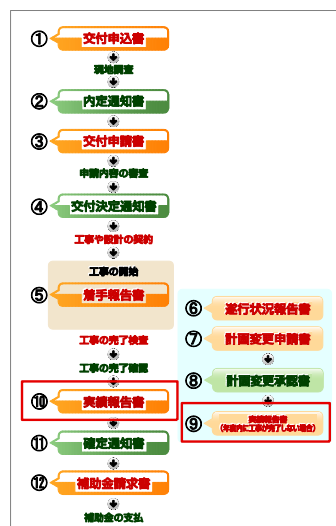 ① 交付申込書
現地調査
② 内定通知書
③ 交付申請書
申請内容の審査
④ 交付決定通知書
工事や設計の契約
工事の開始
⑤ 着手報告書
工事の完了検査
工事の完了確認
⑩ 実績報告書
⑪ 確定通知書
⑫ 補助金請求書
補助金の支払
⑥ 遂行状況報告書
⑦ 計画変更申請書
⑧ 計画変更承認書
⑨ 実績報告書
(年度内に工事が完了しない場合)